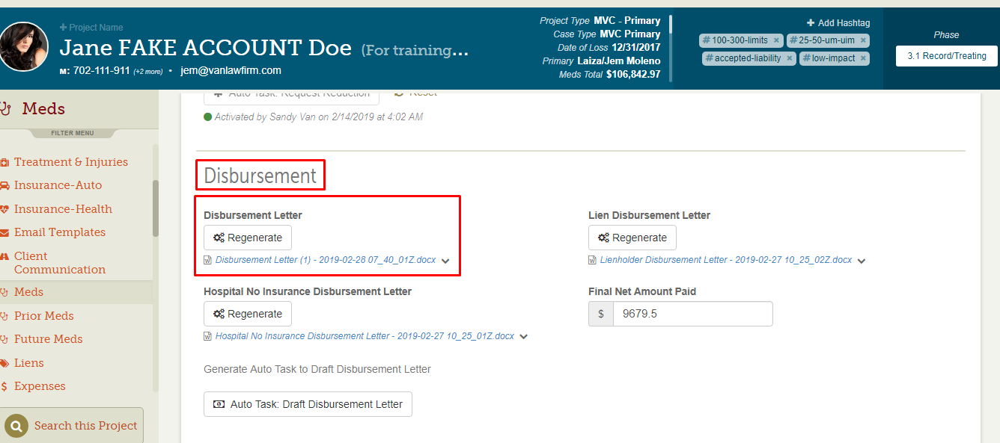 Project Name
Jane FAKE ACCOUNT Doe (For training...
M: 702-111-911 (+2 more) • jem@vanlawfirm.com
Project Type MVC - Primary
Case Type MVC Primary
Date of Loss 12/31/2017
Primary Laiza/Jem Moleno
Meds Total $106,842.97
Add Hashtag
#100-300-limits × #25-50-um-uim ×
#accepted-liability × #low-impact ×
Phase
3.1 Record/Treating
Meds
FILTER MENU
Treatment & Injuries
Insurance-Auto
Insurance-Health
Email Templates
Client
Communication
Meds
Prior Meds
Future Meds
Liens
Expenses
Search this Project
Auto Task: Request Reduction Reset
Activated by Sandy Van on 2/14/2019 at 4:02 AM
Disbursement
Disbursement Letter
Regenerate
Disbursement Letter (1) - 2019-02-28 07_40_01Z.docx
Lien Disbursement Letter
Regenerate
Lienholder Disbursement Letter - 2019-02-27 10_25_02Z.docx
Hospital No Insurance Disbursement Letter
Regenerate
Hospital No Insurance Disbursement Letter - 2019-02-27 10_25_01Z.docx
Final Net Amount Paid
$ 9679.5
Generate Auto Task to Draft Disbursement Letter
Auto Task: Draft Disbursement Letter